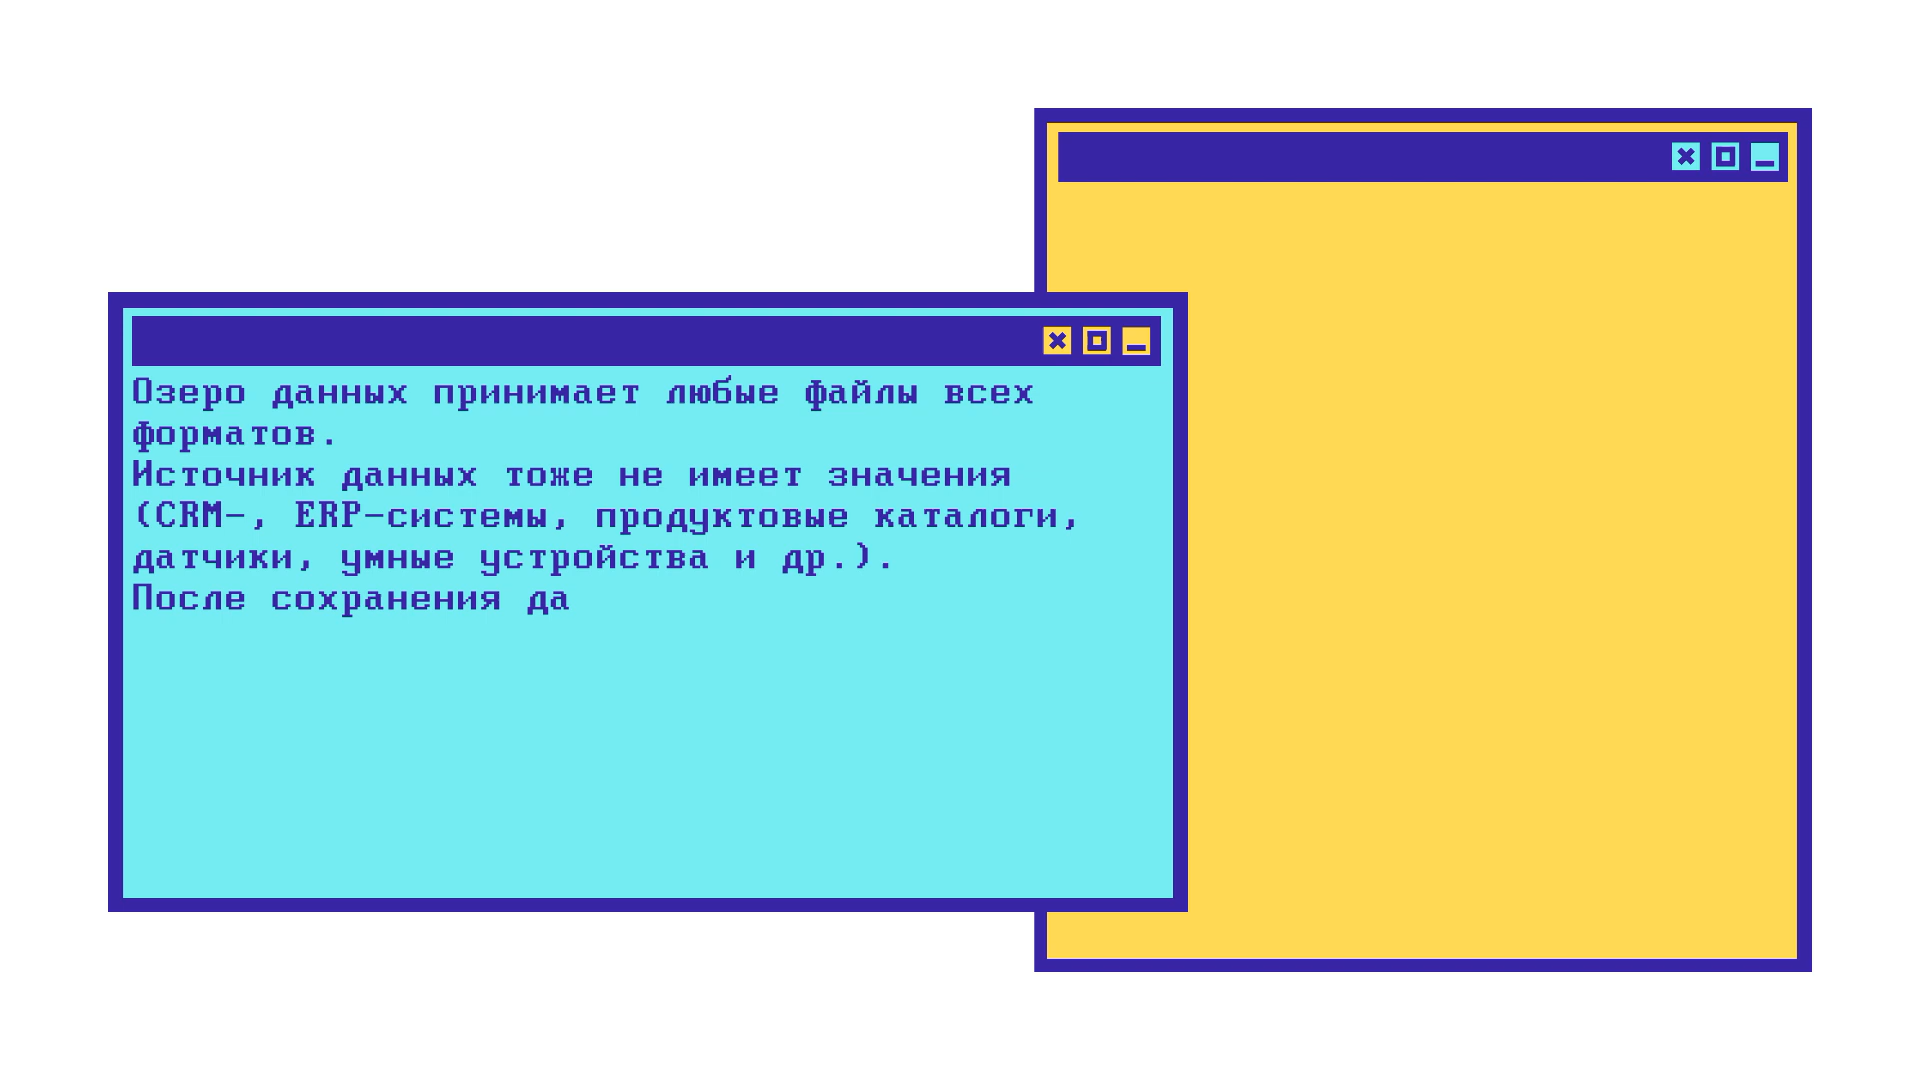 Озеро данных принимает любые файлы всех
форматов.
Источник данных тоже не имеет значения
(CRM-, ERP-системы, продуктовые каталоги,
датчики, умные устройства и др.).
После сохранения да